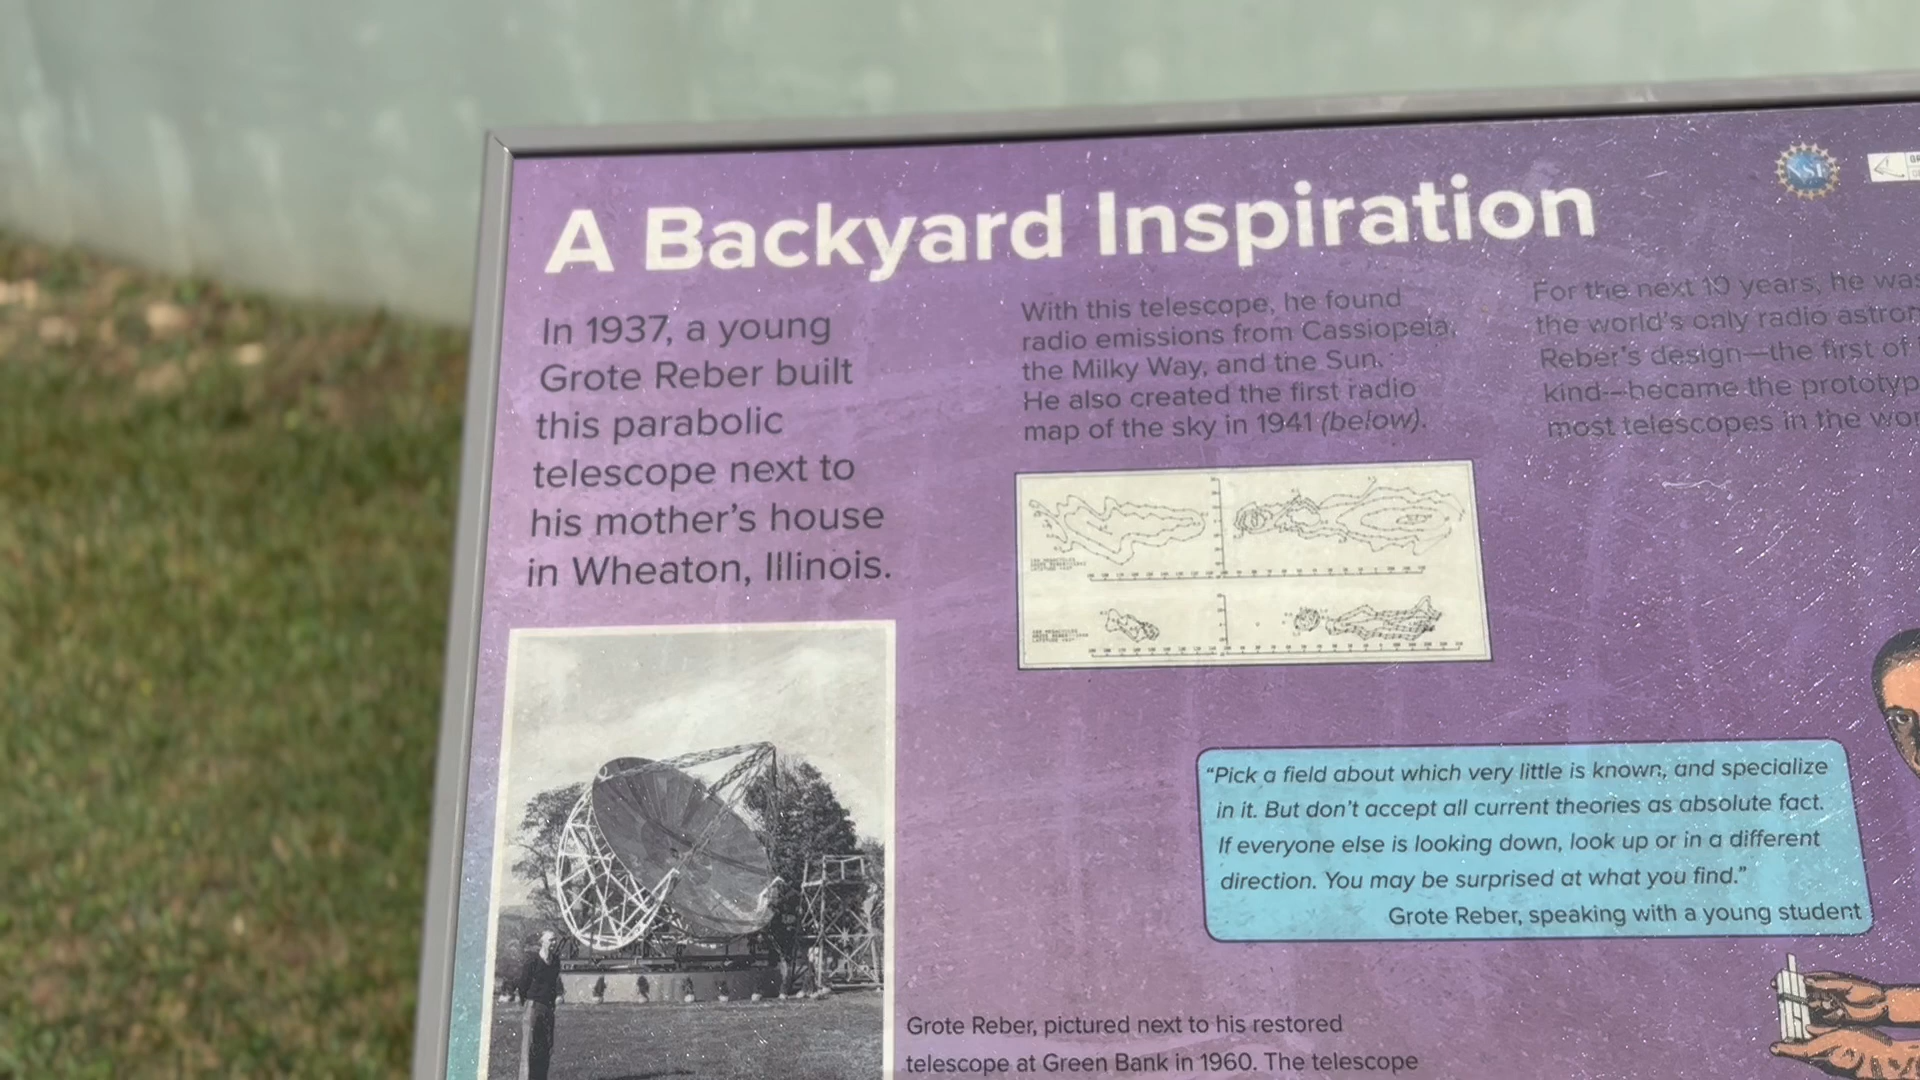 A Backyard Inspiration
NSF
In 1937, a young
Grote Reber built
this parabolic
telescope next to
his mother's house
in Wheaton, Illinois.
With this telescope, he found
radio emissions from Cassiopeia,
the Milky Way, and the Sun.
He also created the first radio
map of the sky in 1941 (below).
For the next 10 years, he was
the world's only radio
Reber's design—the first of
kind—became the
most telescopes in the
"Pick a field about which very little is known, and specialize
in it. But don't accept all current theories as absolute fact.
If everyone else is looking down, look up or in a different
direction. You may be surprised at what you find."
Grote Reber, speaking with a young student
Grote Reber, pictured next to his restored
telescope at Green Bank in 1960. The telescope